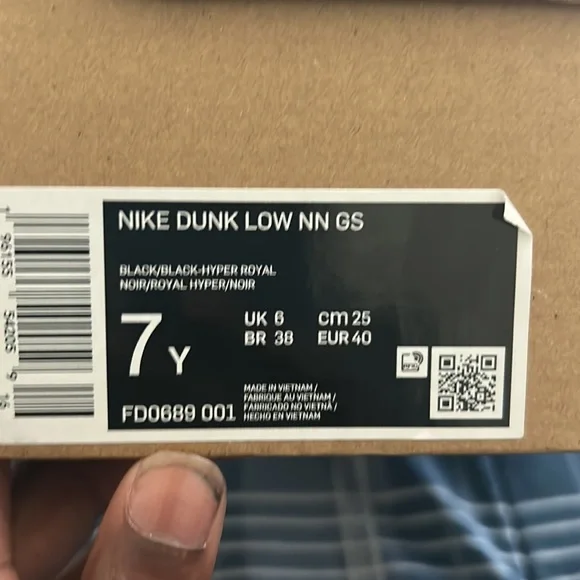 NIKE DUNK LOW NN GS
BLACK/BLACK-HYPER ROYAL
NOIR/ROYAL HYPER/NOIR
7Y
UK 6 cm 25
BR 38 EUR 40
FD0689 001
MADE IN VIETNAM /
FABRIQUE AU VIETNAM /
FABRICADO NO VIETNÃ /
HECHO EN VIETNAM